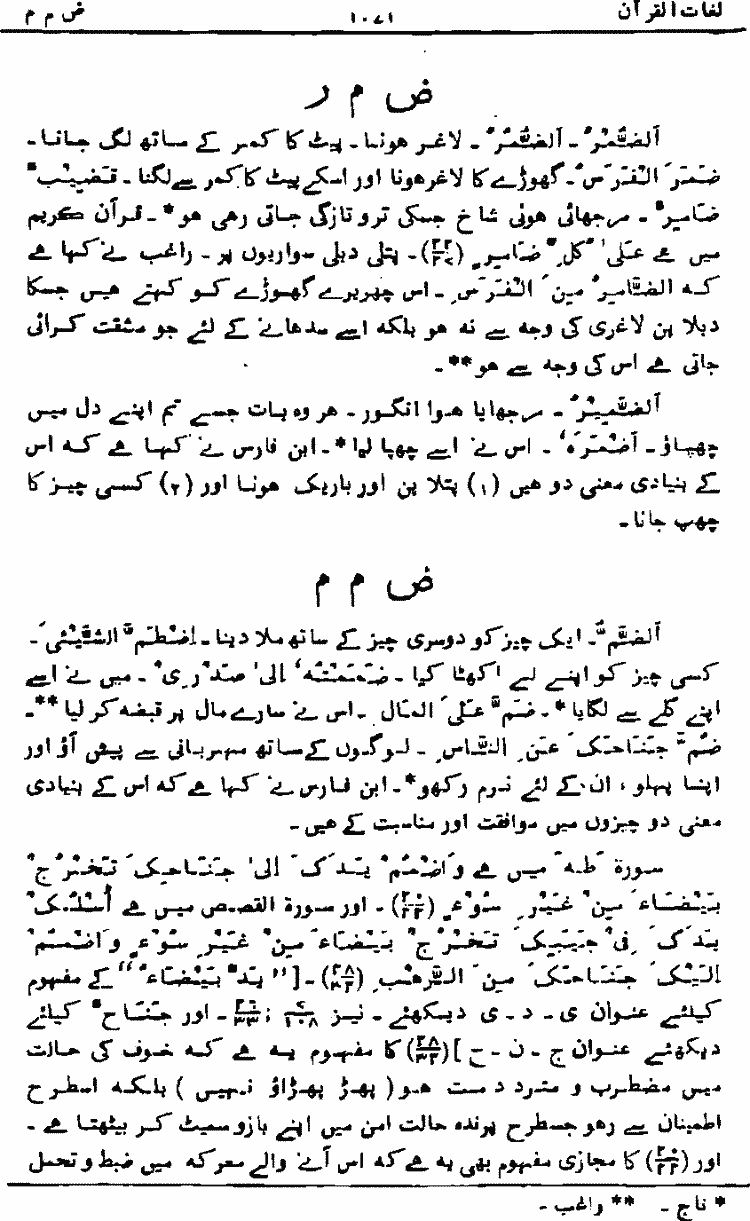 لغات القرآن ۱۰۷۱ ض م م
ض م ر
اَلضُّمْرُ ۔ اَلضُّمُرُ ۔ لاغر ہونا ۔ پیٹ کا کمر کے ساتھ لگ جانا ۔
ضَمَرَ الْفَرَسُ ۔ گھوڑے کا لاغر ہونا اور اسکے پیٹ کا کمر سے لگنا ۔ قَضِيْبٌ
ضَامِرٌ ۔ مرجھائی ہوئی شاخ جسکی تر و تازگی جاتی رہی ہو * ۔ قرآن کریم
میں ہے عَلٰى كُلِّ ضَامِرٍ (۲۲/۲۷) ۔ پتلی دبلی سواریوں پر ۔ راغب نے کہا ہے
کہ الضَّامِرُ مِنَ الْفَرَسِ ۔ اس چھریرے گھوڑے کو کہتے ہیں جسکا
دبلا پن لاغری کی وجہ سے نہ ہو بلکہ اسے سدھانے کے لئے جو مشقت کرائی
جاتی ہے اس کی وجہ سے ہو ** ۔
اَلضَّمِيْرُ ۔ مرجھایا ہوا انگور ۔ ہر وہ بات جسے تم اپنے دل میں
چھپاؤ ۔ اَضْمَرَہٗ ۔ اس نے اسے چھپا لیا * ۔ ابن فارس نے کہا ہے کہ اس
کے بنیادی معنی دو ہیں (۱) پتلا پن اور باریک ہونا اور (۲) کسی چیز کا
چھپ جانا ۔
ض م م
اَلضَّمُّ ۔ ایک چیز کو دوسری چیز کے ساتھ ملا دینا ۔ اِضْطَمَّ الشَّيْئَى ۔
کسی چیز کو اپنے لیے اکھٹا کیا ۔ ضَمَمْتُہٗ اِلٰى صَدْرِى ۔ میں نے اسے
اپنے گلے سے لگایا * ۔ ضَمَّ عَلَى الْمَالِ ۔ اس نے سارے مال پر قبضہ کر لیا ** ۔
ضُمَّ جَنَاحَکَ عَنِ النَّاسِ ۔ لوگوں کے ساتھ مہربانی سے پیش آؤ اور
اپنا پہلو ، ان کے لئے نرم رکھو * ۔ ابن فارس نے کہا ہے کہ اس کے بنیادی
معنی دو چیزوں میں موافقت اور مناسبت کے ہیں ۔
سورۃ طٰہٰ میں ہے وَاضْمُمْ يَدَکَ اِلٰى جَنَاحِکَ تَخْرُجْ
بَيْضَاءَ مِنْ غَيْرِ سُوْءٍ (۲۰/۲۲) ۔ اور سورۃ القصص میں ہے اُسْلُکْ
يَدَکَ فِىْ جَيْبِکَ تَخْرُجْ بَيْضَاءَ مِنْ غَيْرِ سُوْءٍ وَاضْمُمْ
اِلَيْکَ جَنَاحَکَ مِنَ الرَّهْبِ (۲۸/۳۲) ۔ [ ’’يَدٌ بَيْضَاءُ‘‘ کے مفہوم
کیلئے عنوان ی ۔ د ۔ ی دیکھئے ۔ نیز ۷/۱۰۸ ؛ ۲۶/۳۳ ۔ اور جَنَاحٌ کیلئے
دیکھئے عنوان ج ۔ ن ۔ ح ] (۲۸/۳۲) کا مفہوم یہ ہے کہ خوف کی حالت
میں مضطرب و متردد مت ہو ( پھڑ پھڑاؤ نہیں ) بلکہ اسطرح
اطمینان سے رہو جسطرح پرندہ حالت امن میں اپنے بازو سمیٹ کر بیٹھتا ہے ۔
اور (۲۰/۲۲) کا مجازی مفہوم بھی یہ ہے کہ اس آنے والے معرکہ میں ضبط و تحمل
* تاج ۔ ** راغب ۔